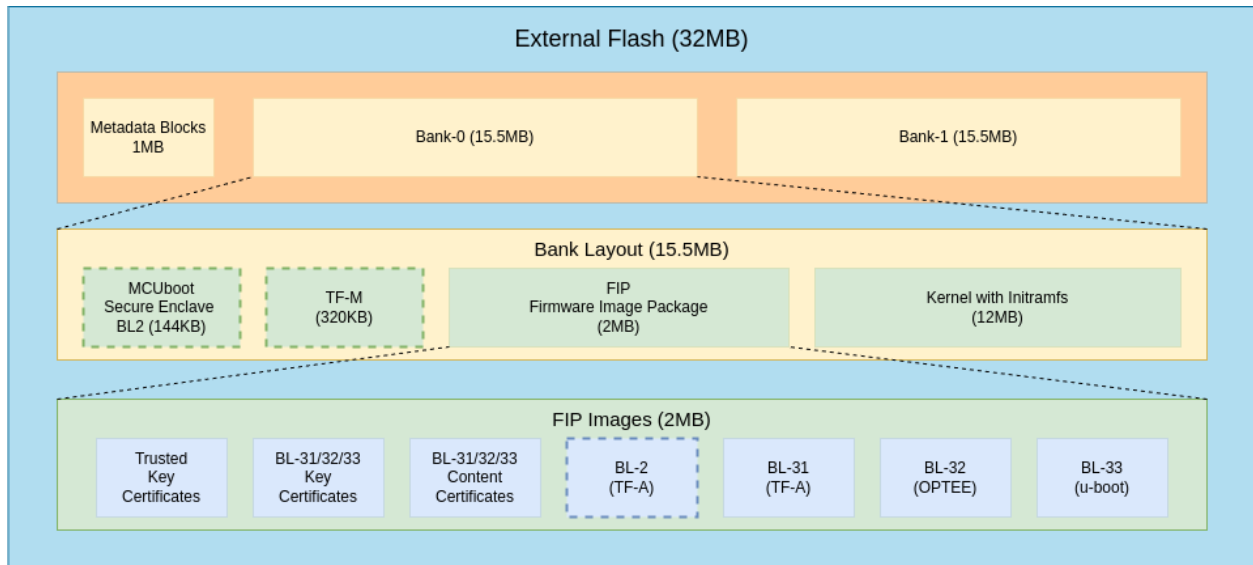 External Flash (32MB)
Metadata Blocks
1MB
Bank-0 (15.5MB)
Bank-1 (15.5MB)
Bank Layout (15.5MB)
MCUboot
Secure Enclave
BL2 (144KB)
TF-M
(320KB)
FIP
Firmware Image Package
(2MB)
Kernel with Initramfs
(12MB)
FIP Images (2MB)
Trusted
Key
Certificates
BL-31/32/33
Key
Certificates
BL-31/32/33
Content
Certificates
BL-2
(TF-A)
BL-31
(TF-A)
BL-32
(OPTEE)
BL-33
(u-boot)